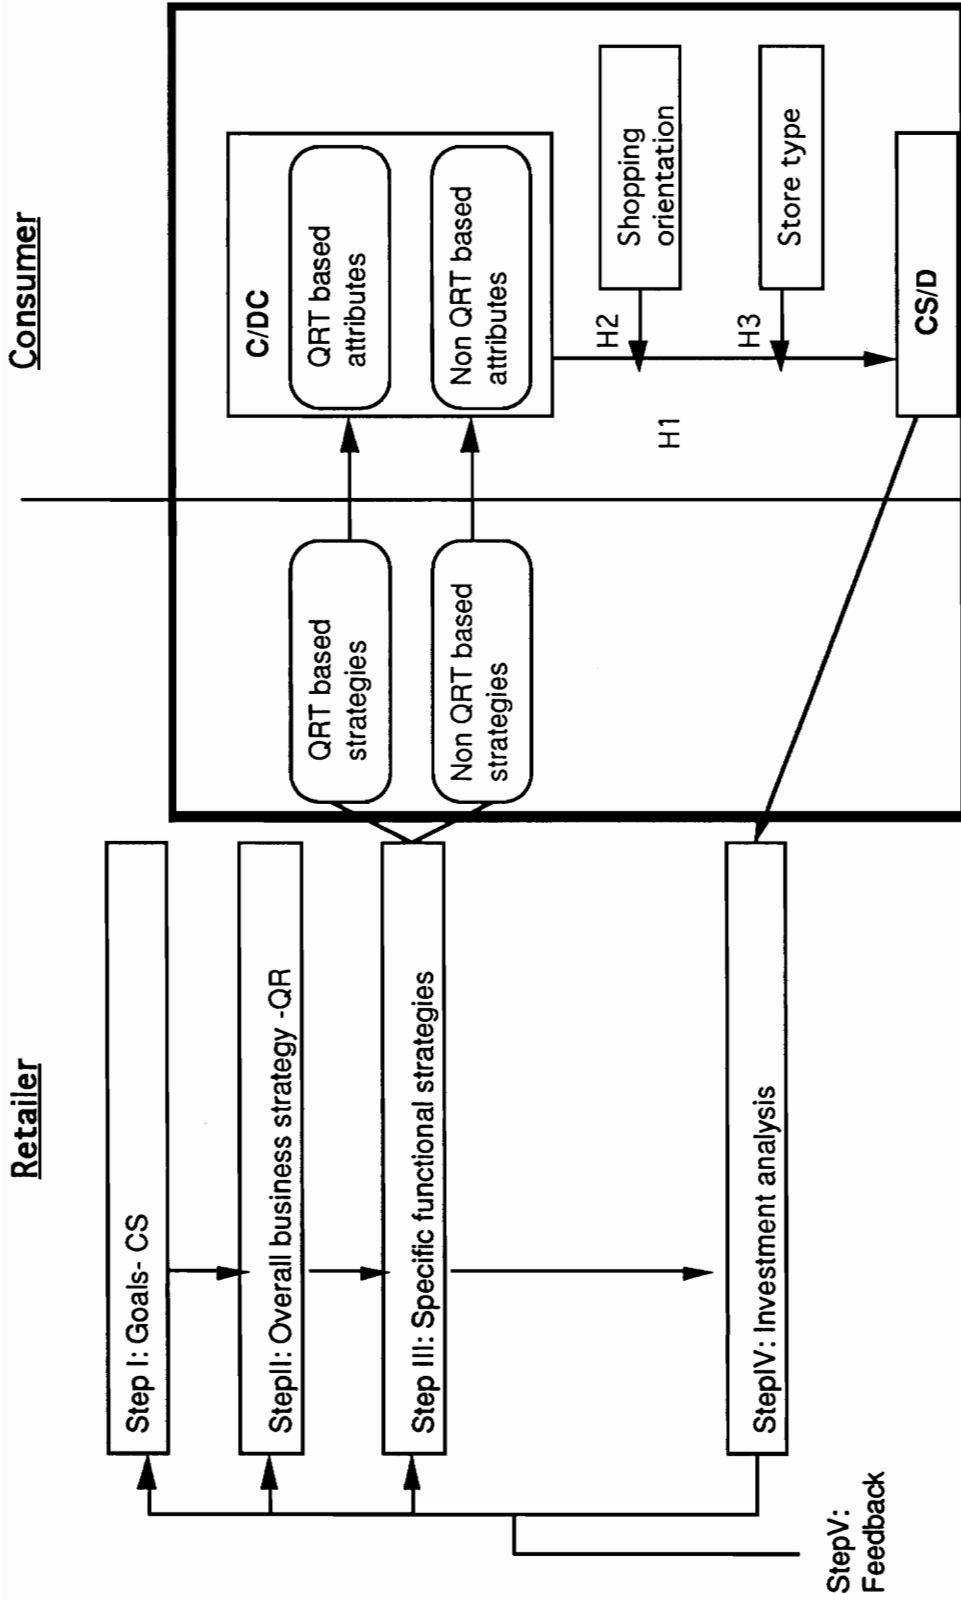 Retailer
Consumer
Step I: Goals- CS
StepII: Overall business strategy -QR
Step III: Specific functional strategies
StepIV: Investment analysis
StepV:
Feedback
QRT based
strategies
Non QRT based
strategies
C/DC
QRT based
attributes
Non QRT based
attributes
H1
H2
Shopping
orientation
H3
Store type
CS/D